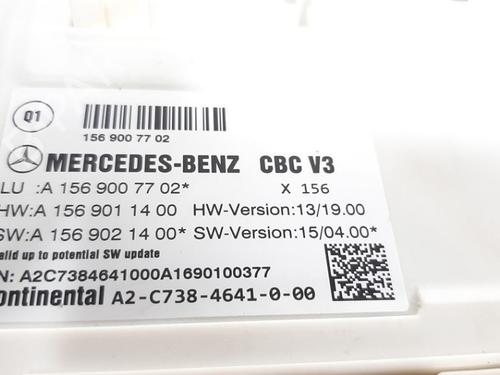 Q1
156 900 77 02
MERCEDES-BENZ CBC V3
LU :A 156 900 77 02* X 156
HW:A 156 901 14 00 HW-Version:13/19.00
SW:A 156 902 14 00* SW-Version:15/04.00*
alid up to potential SW update
N: A2C7384641000A1690100377
ontinental A2-C738-4641-0-00